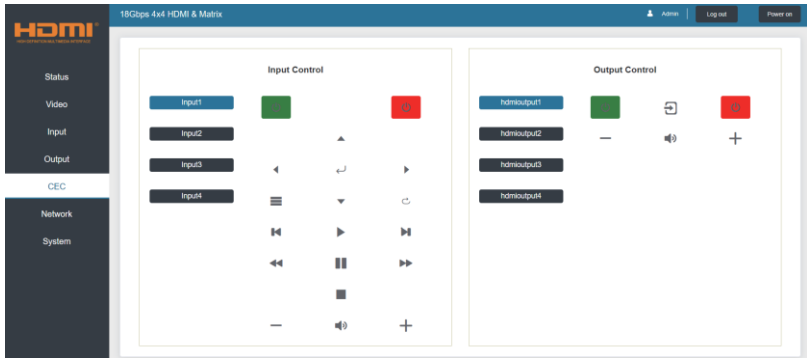 18Gbps 4x4 HDMI & Matrix
Admin
Log out
Power on
HDMI
Status
Video
Input
Output
CEC
Network
System
Input Control
Input1
Input2
Input3
Input4
Output Control
hdmioutput1
hdmioutput2
hdmioutput3
hdmioutput4